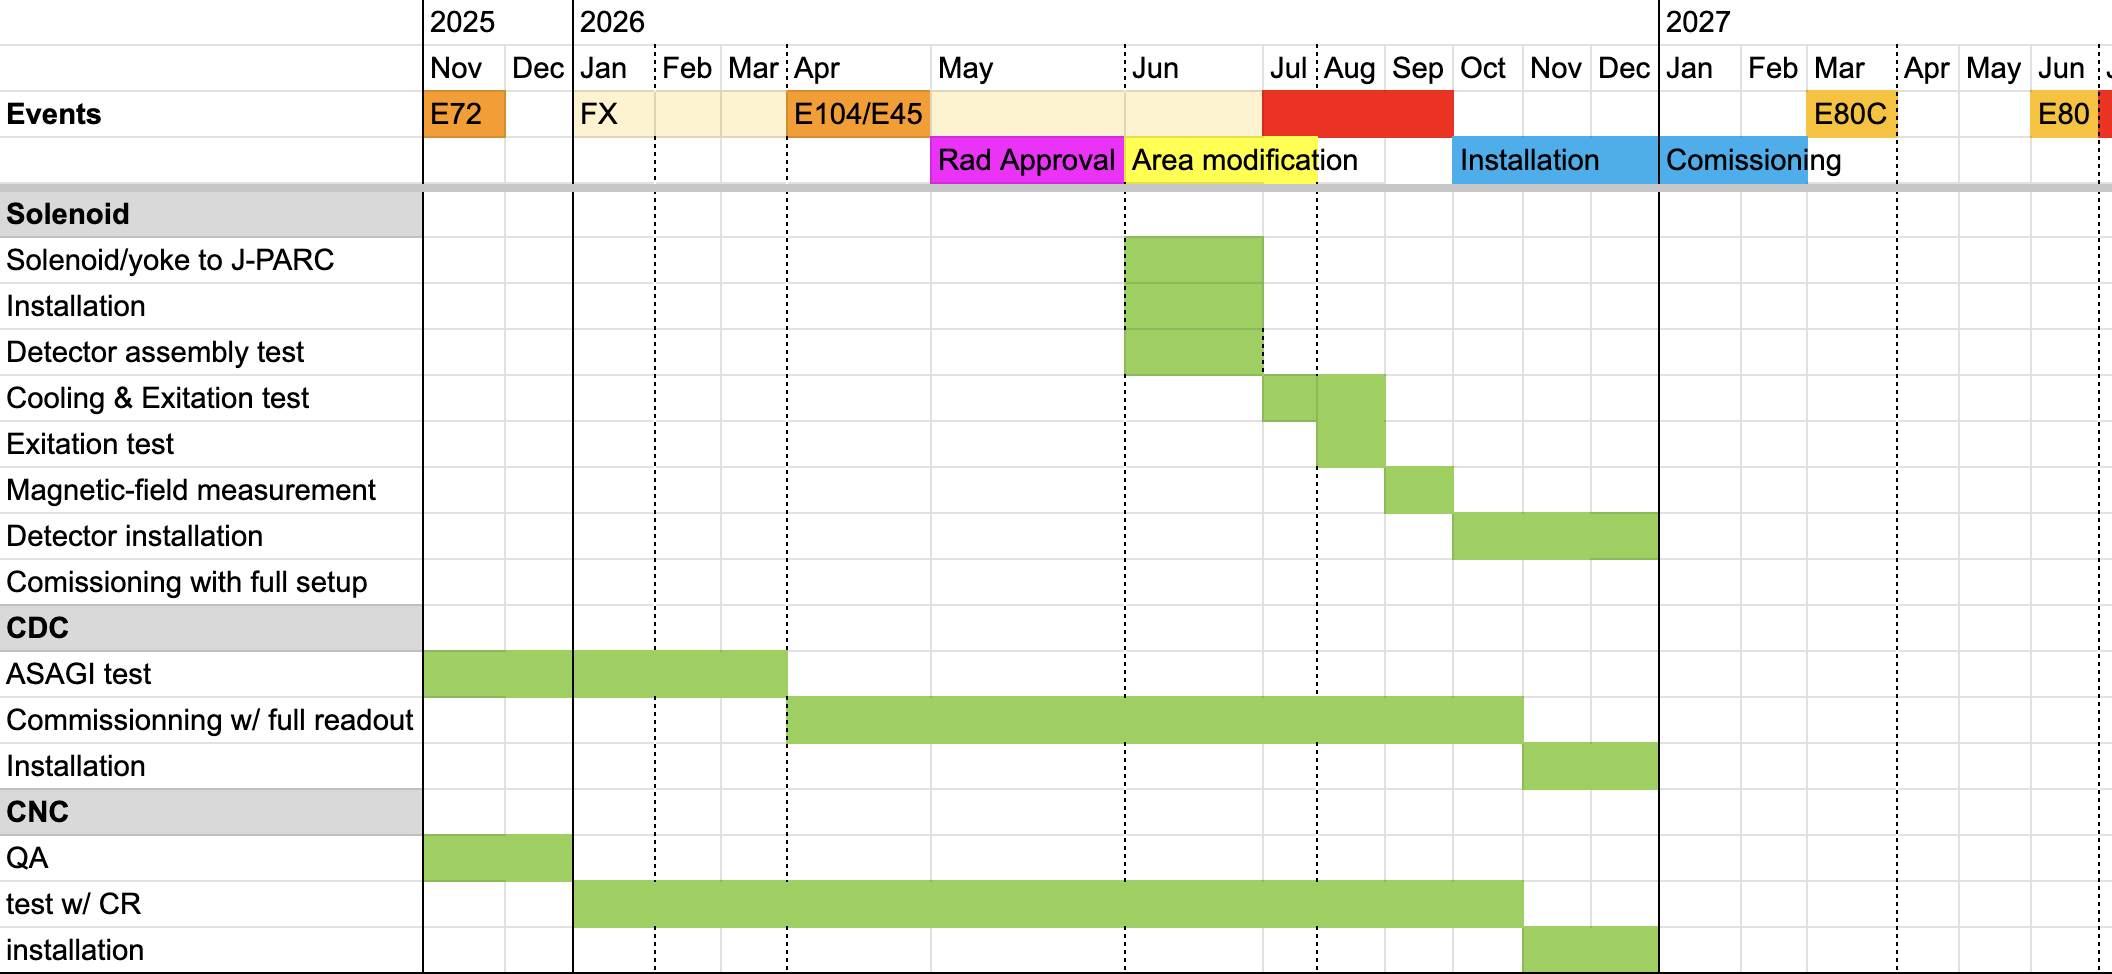 2025 2026 2027
Nov Dec Jan Feb Mar Apr May Jun Jul Aug Sep Oct Nov Dec Jan Feb Mar Apr May Jun
Events E72 FX E104/E45 E80C E80
Rad Approval Area modification Installation Comissioning
Solenoid
Solenoid/yoke to J-PARC
Installation
Detector assembly test
Cooling & Exitation test
Exitation test
Magnetic-field measurement
Detector installation
Comissioning with full setup
CDC
ASAGI test
Commissionning w/ full readout
Installation
CNC
QA
test w/ CR
installation